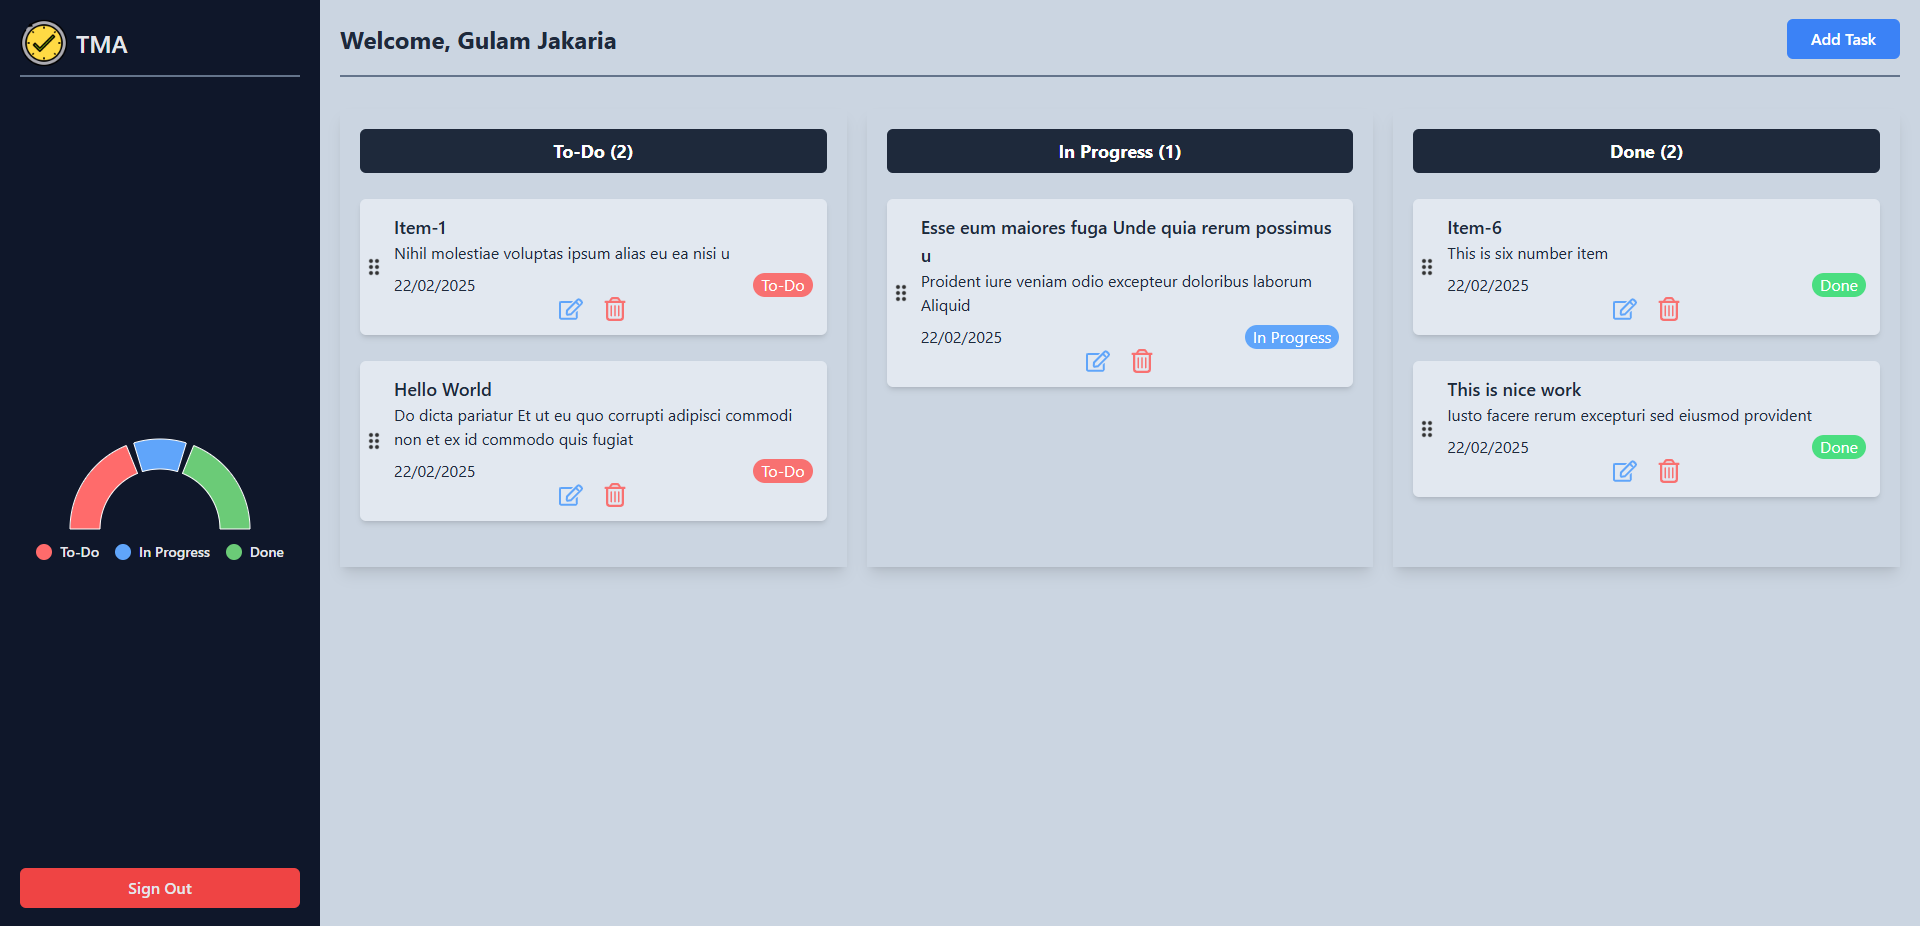 TMA
To-Do
In Progress
Done
Sign Out
Welcome, Gulam Jakaria
Add Task
To-Do (2)
Item-1
Nihil molestiae voluptas ipsum alias eu ea nisi u
22/02/2025
To-Do
Hello World
Do dicta pariatur Et ut eu quo corrupti adipisci commodi
non et ex id commodo quis fugiat
22/02/2025
To-Do
In Progress (1)
Esse eum maiores fuga Unde quia rerum possimus
u
Proident iure veniam odio excepteur doloribus laborum
Aliquid
22/02/2025
In Progress
Done (2)
Item-6
This is six number item
22/02/2025
Done
This is nice work
Iusto facere rerum excepturi sed eiusmod provident
22/02/2025
Done